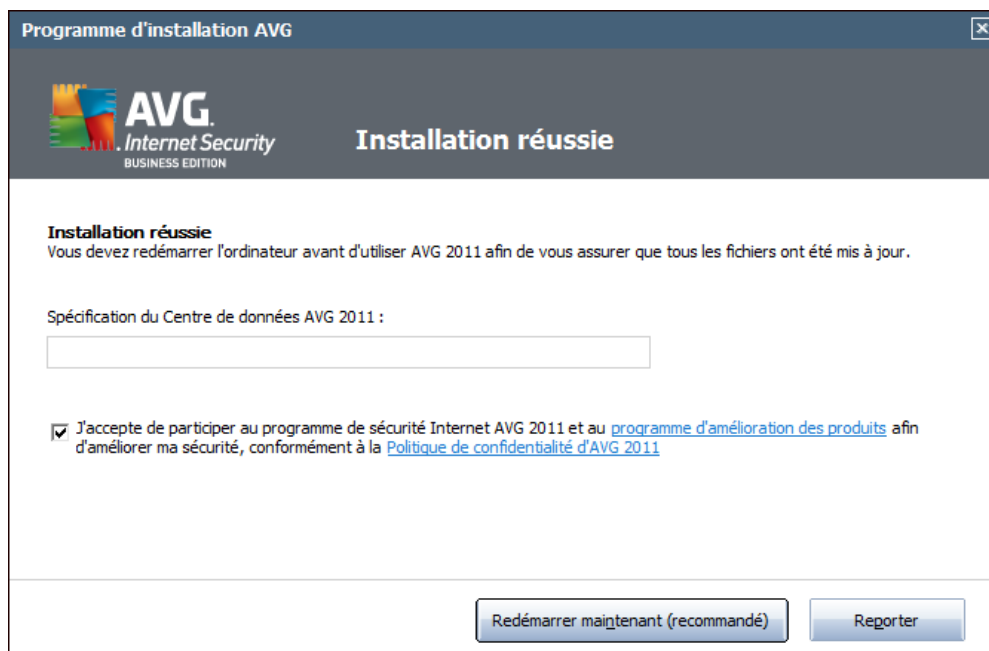 Programme d'installation AVG
AVG.
Internet Security
BUSINESS EDITION
Installation réussie
Installation réussie
Vous devez redémarrer l'ordinateur avant d'utiliser AVG 2011 afin de vous assurer que tous les fichiers ont été mis à jour.
Spécification du Centre de données AVG 2011 :
J'accepte de participer au programme de sécurité Internet AVG 2011 et au programme d'amélioration des produits afin
d'améliorer ma sécurité, conformément à la Politique de confidentialité d'AVG 2011
Redémarrer maintenant (recommandé)
Reporter